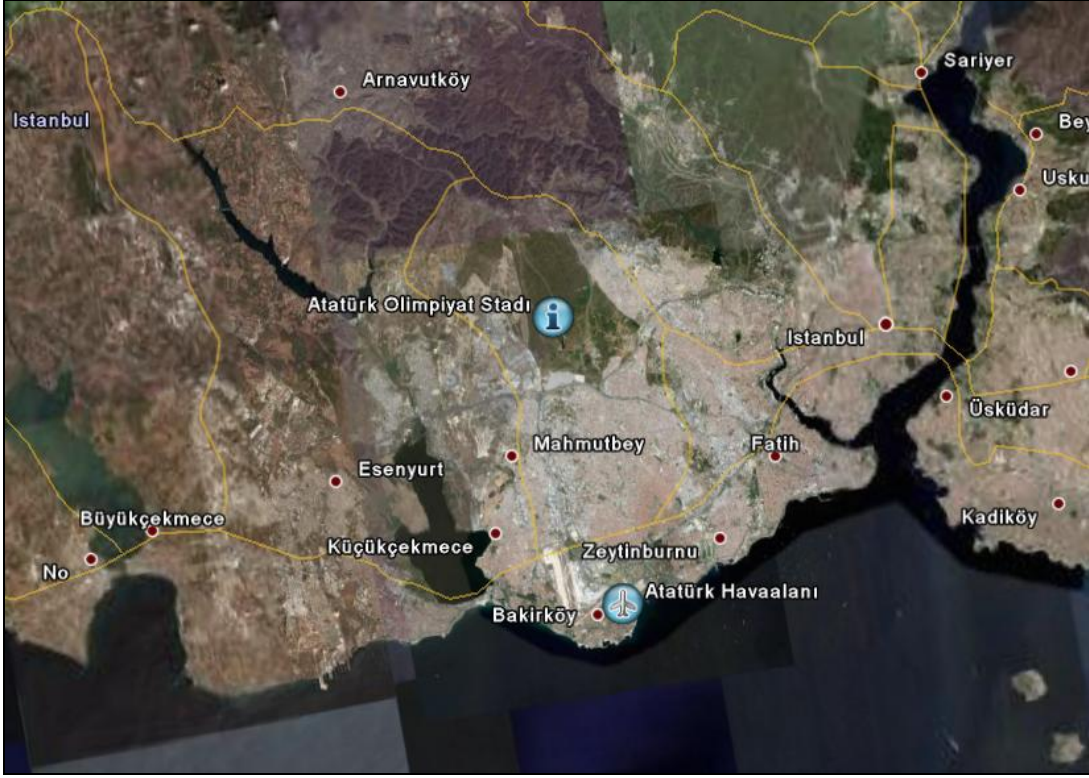 Sariyer
Arnavutköy
Istanbul
Bey
Usku
Atatürk Olimpiyat Stadı
Istanbul
Üsküdar
Mahmutbey
Fatih
Esenyurt
Büyükçekmece
Kadiköy
Küçükçekmece
Zeytinburnu
No
Atatürk Havaalanı
Bakirköy